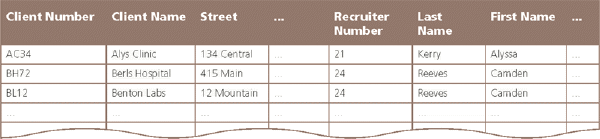 Client Number Client Name Street ... Recruiter Number Last Name First Name ...
AC34 Alys Clinic 134 Central ... 21 Kerry Alyssa ...
BH72 Berls Hospital 415 Main ... 24 Reeves Camden ...
BL12 Benton Labs 12 Mountain ... 24 Reeves Camden ...
... ... ... ... ... ... ... ...